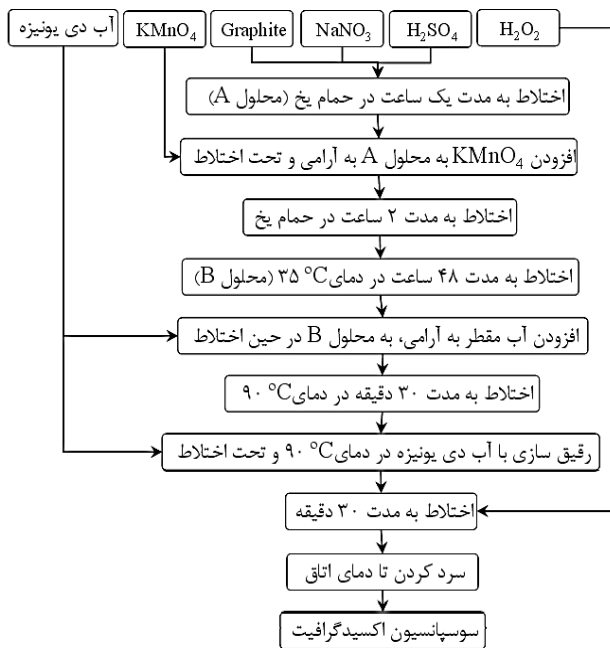 آب دی یونیزه
KMnO₄
Graphite
NaNO₃
H₂SO₄
H₂O₂
اختلاط به مدت یک ساعت در حمام یخ (محلول A)
افزودن KMnO₄ به محلول A به آرامی و تحت اختلاط
اختلاط به مدت ۲ ساعت در حمام یخ
اختلاط به مدت ۴۸ ساعت در دمای ۳۵ °C (محلول B)
افزودن آب مقطر به آرامی، به محلول B در حین اختلاط
اختلاط به مدت ۳۰ دقیقه در دمای ۹۰ °C
رقیق سازی با آب دی یونیزه در دمای ۹۰ °C و تحت اختلاط
اختلاط به مدت ۳۰ دقیقه
سرد کردن تا دمای اتاق
سوسپانسیون اکسیدگرافیت